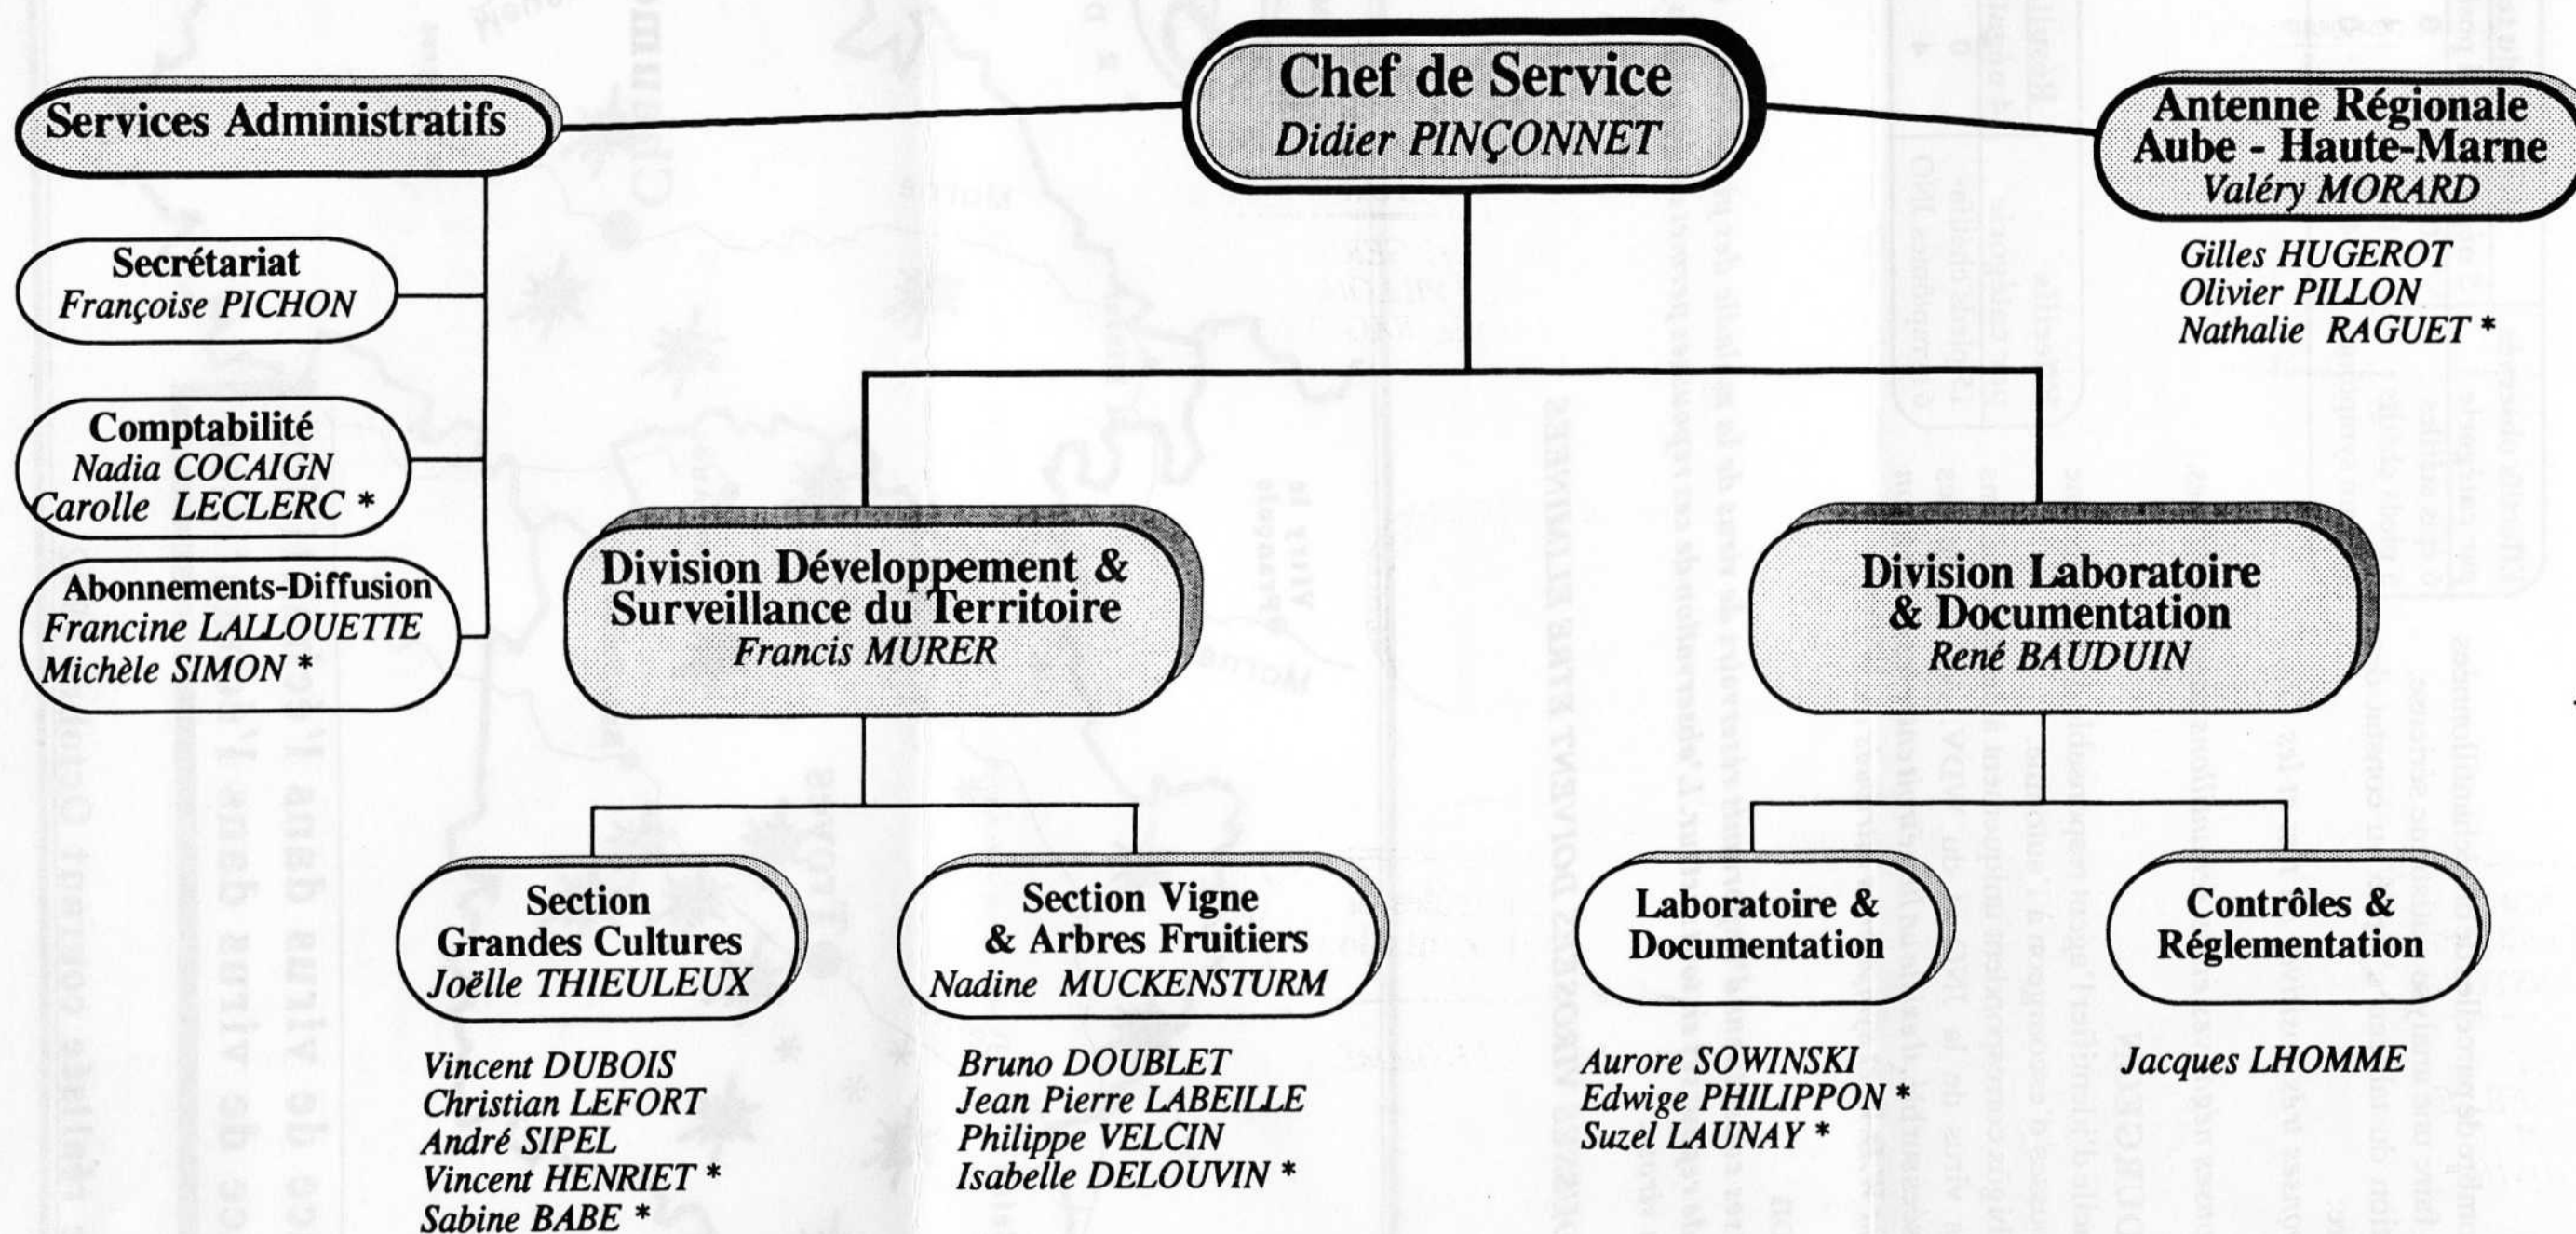 Chef de Service
Didier PINÇONNET
Services Administratifs
Secrétariat
Françoise PICHON
Comptabilité
Nadia COCAIGN
Carolle LECLERC *
Abonnements-Diffusion
Francine LALLOUETTE
Michèle SIMON *
Antenne Régionale
Aube - Haute-Marne
Valéry MORARD
Gilles HUGEROT
Olivier PILLON
Nathalie RAGUET *
Division Développement &
Surveillance du Territoire
Francis MURER
Section
Grandes Cultures
Joëlle THIEULEUX
Vincent DUBOIS
Christian LEFORT
André SIPEL
Vincent HENRIET *
Sabine BABE *
Section Vigne
& Arbres Fruitiers
Nadine MUCKENSTURM
Bruno DOUBLET
Jean Pierre LABEILLE
Philippe VELCIN
Isabelle DELOUVIN *
Division Laboratoire
& Documentation
René BAUDUIN
Laboratoire &
Documentation
Aurore SOWINSKI
Edwige PHILIPPON *
Suzel LAUNAY *
Contrôles &
Réglementation
Jacques LHOMME